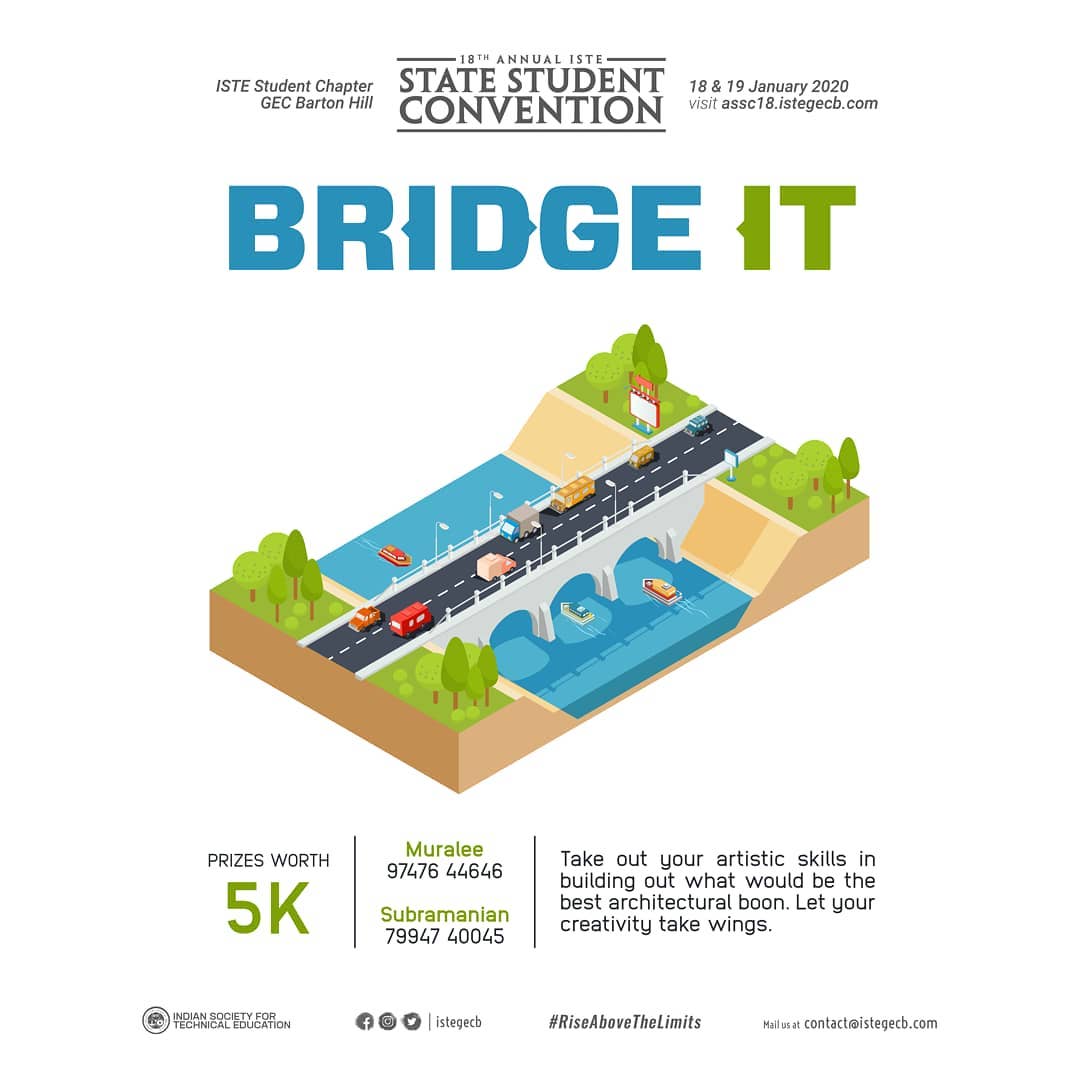 ISTE Student Chapter
GEC Barton Hill
18TH ANNUAL ISTE
STATE STUDENT
CONVENTION
18 & 19 January 2020
visit assc18.istegecb.com
BRIDGE IT
PRIZES WORTH
5K
Muralee
97476 44646
Subramanian
79947 40045
Take out your artistic skills in
building out what would be the
best architectural boon. Let your
creativity take wings.
INDIAN SOCIETY FOR
TECHNICAL EDUCATION
istegecb
#RiseAboveTheLimits
Mail us at contact@istegecb.com